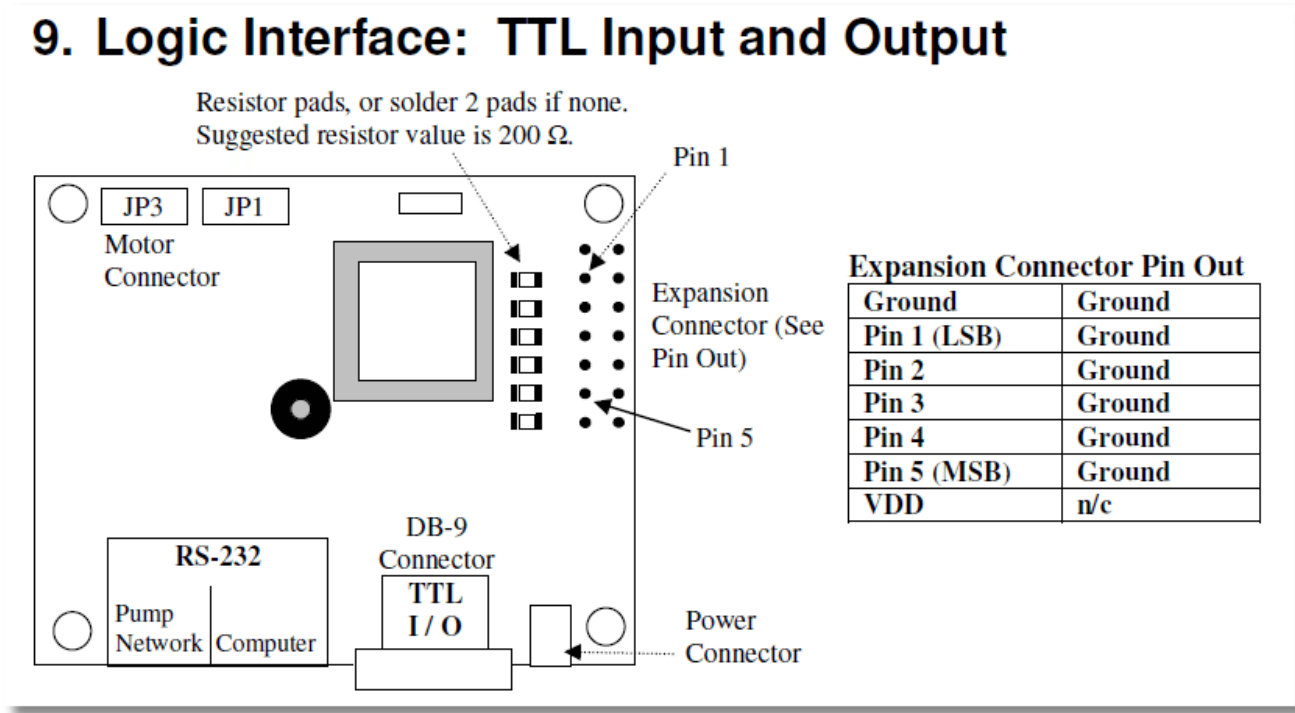 9. Logic Interface: TTL Input and Output
Resistor pads, or solder 2 pads if none.
Suggested resistor value is 200 Ω.
Pin 1
JP3
JP1
Motor
Connector
Expansion
Connector (See
Pin Out)
Pin 5
Expansion Connector Pin Out
Ground Ground
Pin 1 (LSB) Ground
Pin 2 Ground
Pin 3 Ground
Pin 4 Ground
Pin 5 (MSB) Ground
VDD n/c
RS-232
Pump
Network
Computer
DB-9
Connector
TTL
I / O
Power
Connector